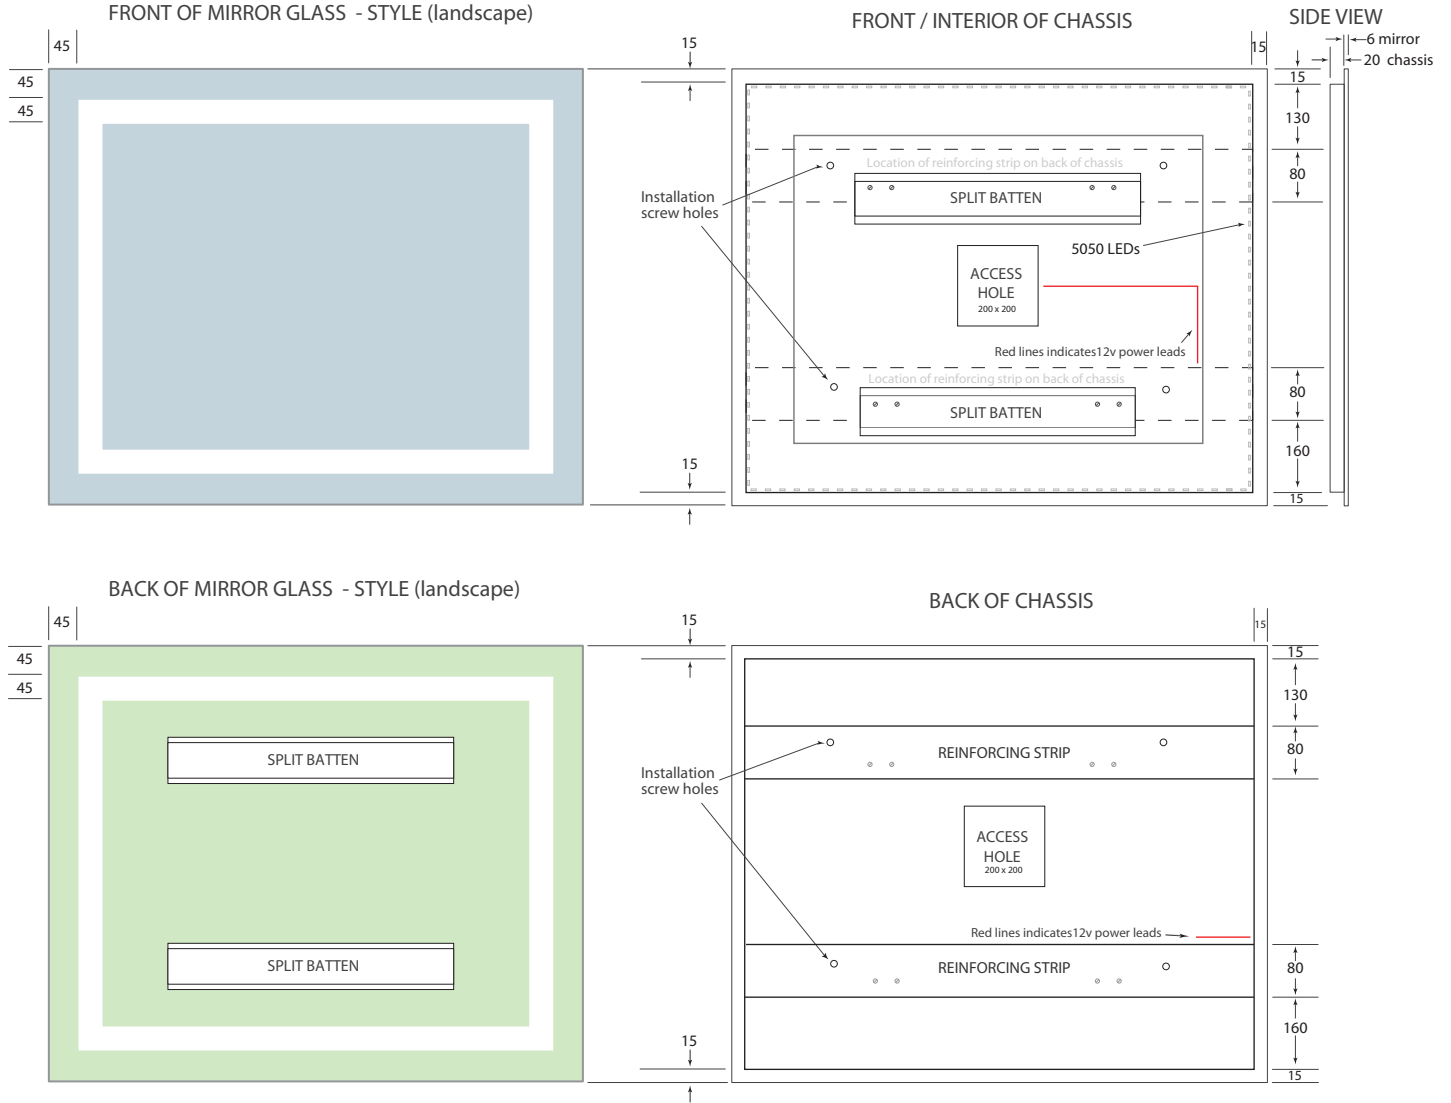 FRONT OF MIRROR GLASS - STYLE (landscape)
45
45
45
FRONT / INTERIOR OF CHASSIS
15
15
Location of reinforcing strip on back of chassis
SPLIT BATTEN
Installation
screw holes
5050 LEDs
ACCESS
HOLE
200 x 200
Red lines indicates12v power leads
Location of reinforcing strip on back of chassis
SPLIT BATTEN
15
SIDE VIEW
6 mirror
20 chassis
15
130
80
80
160
15
BACK OF MIRROR GLASS - STYLE (landscape)
45
45
45
SPLIT BATTEN
SPLIT BATTEN
BACK OF CHASSIS
15
15
15
130
80
REINFORCING STRIP
Installation
screw holes
ACCESS
HOLE
200 x 200
Red lines indicates12v power leads
REINFORCING STRIP
80
160
15
15